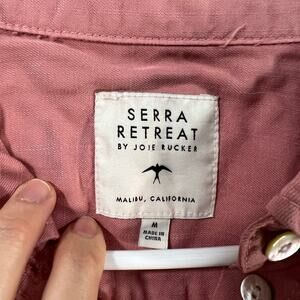 SERRA
RETREAT
BY JOIE RUCKER
MALIBU, CALIFORNIA
M
MADE IN
CHINA